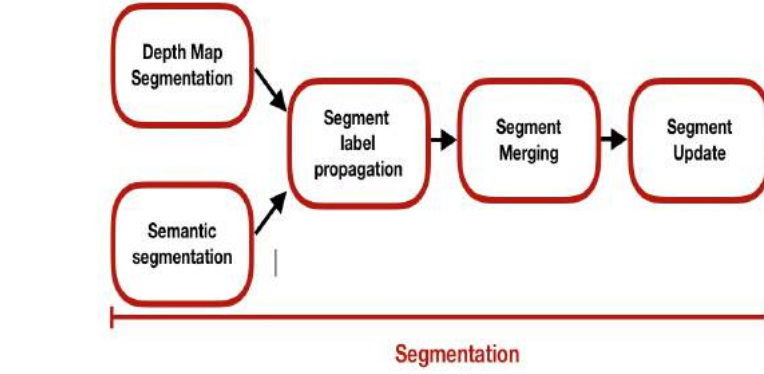 Depth Map
Segmentation
Semantic
segmentation
Segment
label
propagation
Segment
Merging
Segment
Update
Segmentation